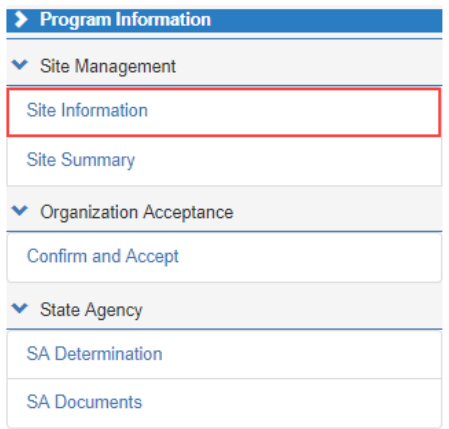 Program Information
Site Management
Site Information
Site Summary
Organization Acceptance
Confirm and Accept
State Agency
SA Determination
SA Documents